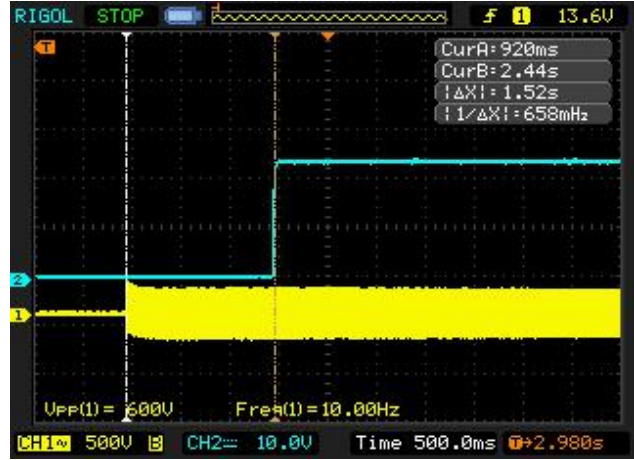 RIGOL STOP f 1 13.6V
T
CurA=920ms
CurB=2.44s
|ΔX|=1.52s
|1/ΔX|=658mHz
2
1
Vpp(1)= 600V Freq(1)=10.00Hz
CH1~ 500V B CH2⎓ 10.0V Time 500.0ms T→2.980s